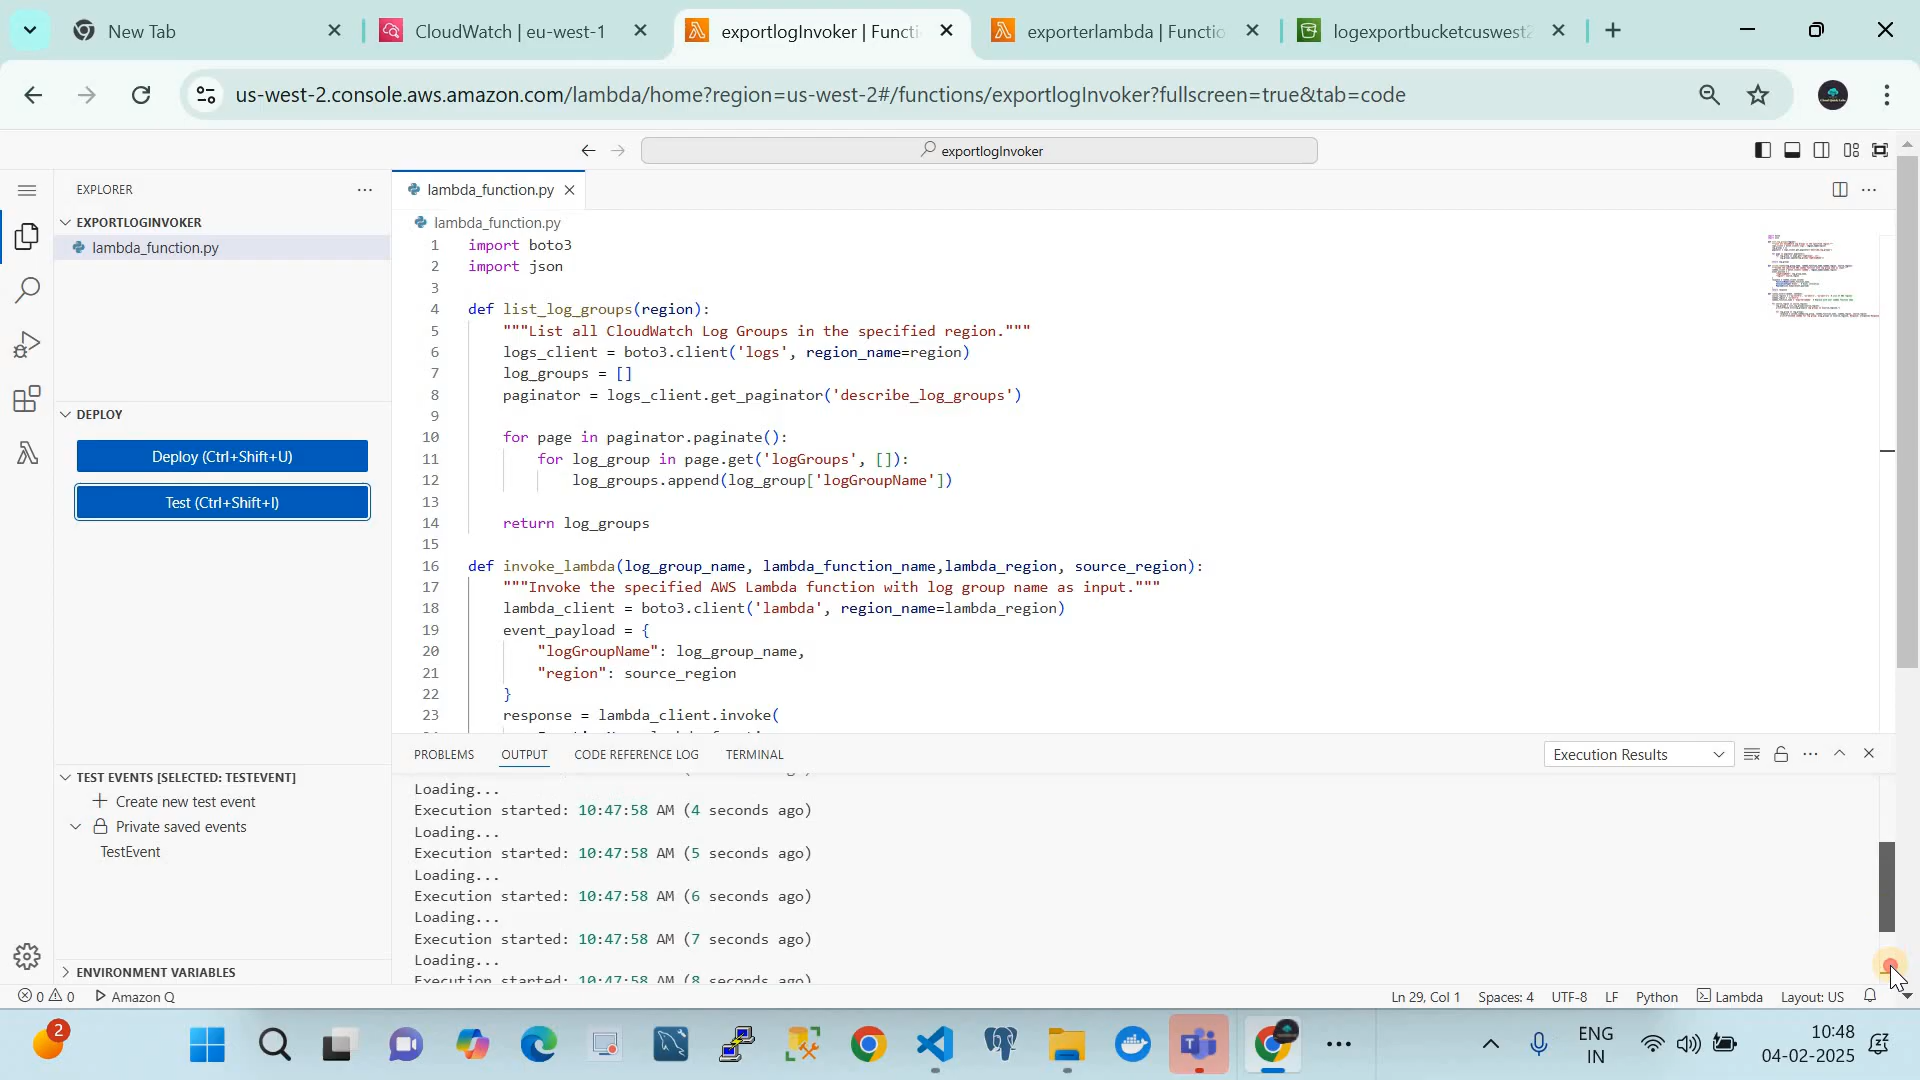 New Tab
CloudWatch | eu-west-1
exportlogInvoker | Functi
exporterlambda | Functio
logexportbucketcuswest2
us-west-2.console.aws.amazon.com/lambda/home?region=us-west-2#/functions/exportlogInvoker?fullscreen=true&tab=code
exportlogInvoker
EXPLORER
EXPORTLOGINVOKER
lambda_function.py
DEPLOY
Deploy (Ctrl+Shift+U)
Test (Ctrl+Shift+I)
TEST EVENTS [SELECTED: TESTEVENT]
Create new test event
Private saved events
TestEvent
ENVIRONMENT VARIABLES
lambda_function.py
lambda_function.py
1 import boto3
2 import json
3
4 def list_log_groups(region):
5 """List all CloudWatch Log Groups in the specified region."""
6 logs_client = boto3.client('logs', region_name=region)
7 log_groups = []
8 paginator = logs_client.get_paginator('describe_log_groups')
9
10 for page in paginator.paginate():
11 for log_group in page.get('logGroups', []):
12 log_groups.append(log_group['logGroupName'])
13
14 return log_groups
15
16 def invoke_lambda(log_group_name, lambda_function_name,lambda_region, source_region):
17 """Invoke the specified AWS Lambda function with log group name as input."""
18 lambda_client = boto3.client('lambda', region_name=lambda_region)
19 event_payload = {
20 "logGroupName": log_group_name,
21 "region": source_region
22 }
23 response = lambda_client.invoke(
PROBLEMS OUTPUT CODE REFERENCE LOG TERMINAL
Execution Results
Loading...
Execution started: 10:47:58 AM (4 seconds ago)
Loading...
Execution started: 10:47:58 AM (5 seconds ago)
Loading...
Execution started: 10:47:58 AM (6 seconds ago)
Loading...
Execution started: 10:47:58 AM (7 seconds ago)
Loading...
Execution started: 10:47:58 AM (8 seconds ago)
0 0 Amazon Q
Ln 29, Col 1 Spaces: 4 UTF-8 LF Python Lambda Layout: US
2
ENG
IN
10:48
04-02-2025